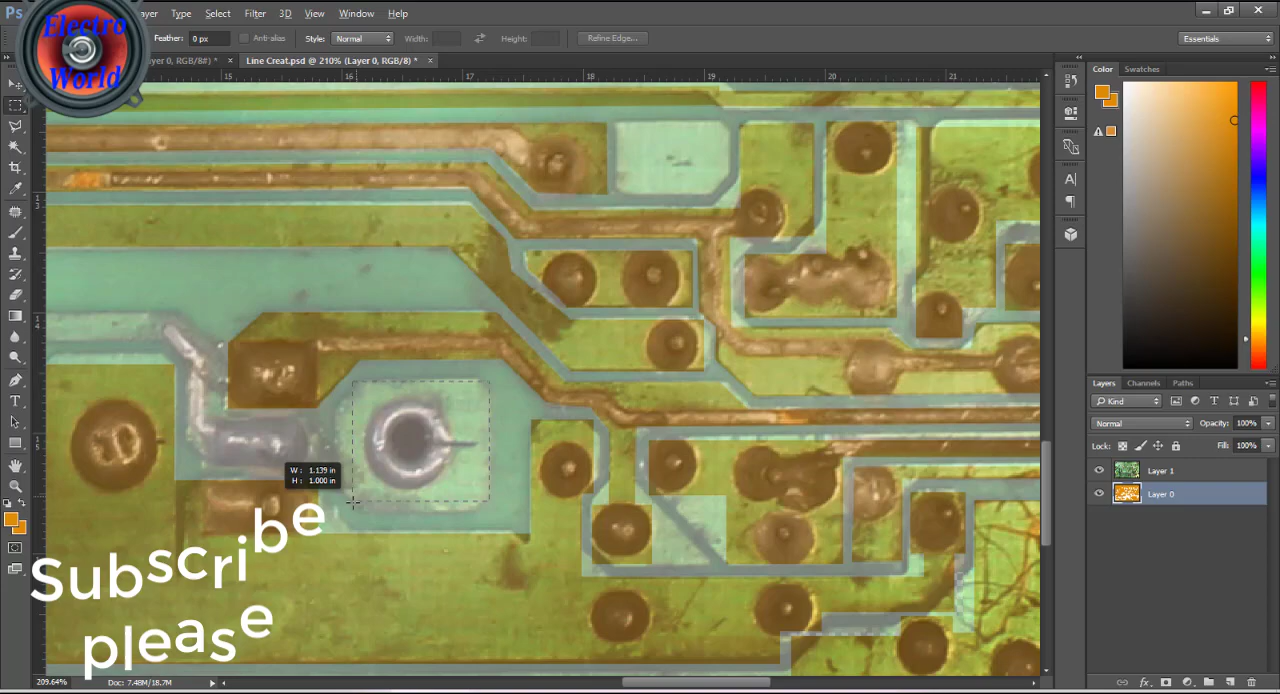 Ps
Layer Type Select Filter 3D View Window Help
Electro
World
Feather: 0 px Anti-alias Style: Normal Width: Height: Refine Edge... Essentials
Layer 0, RGB/8#) * × Line Creat.psd @ 210% (Layer 0, RGB/8) * ×
15 16 17 18 19 20 21
Color Swatches
Layers Channels Paths
Kind
Normal Opacity: 100%
Lock: Fill: 100%
Layer 1
Layer 0
W: 1.139 in
H: 1.000 in
Subscribe
please
209.64% Doc: 7.48M/18.7M